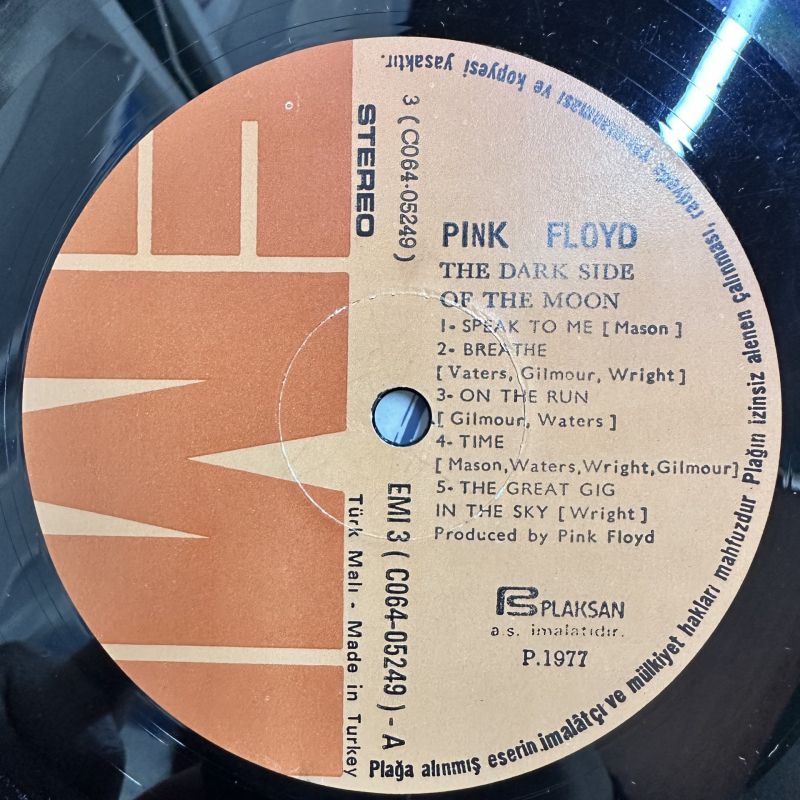 PINK FLOYD
THE DARK SIDE
OF THE MOON
1- SPEAK TO ME [ Mason ]
2- BREATHE
[ Vaters, Gilmour, Wright ]
3- ON THE RUN
[ Gilmour, Waters ]
4- TIME
[ Mason,Waters,Wright,Gilmour]
5- THE GREAT GIG
IN THE SKY [ Wright ]
Produced by Pink Floyd
PLAKSAN
a.s. imalatıdır.
P.1977
STEREO
3 (C064-05249)
EMI 3 ( C064-05249 ) - A
Türk Malı - Made in Turkey
Plağa alınmış eserin imalâtçı ve mülkiyet hakları mahfuzdur Plağın izinsiz alenen çalınması, radyoda yayınlanması ve kopyesi yasaktır.
EMI